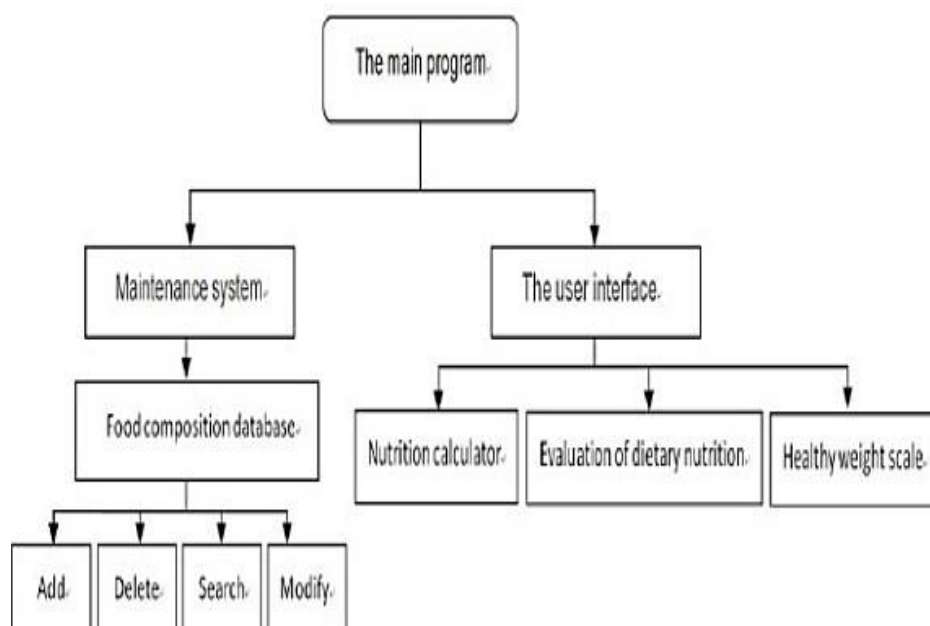 The main program
Maintenance system
The user interface
Food composition database
Nutrition calculator
Evaluation of dietary nutrition
Healthy weight scale
Add
Delete
Search
Modify